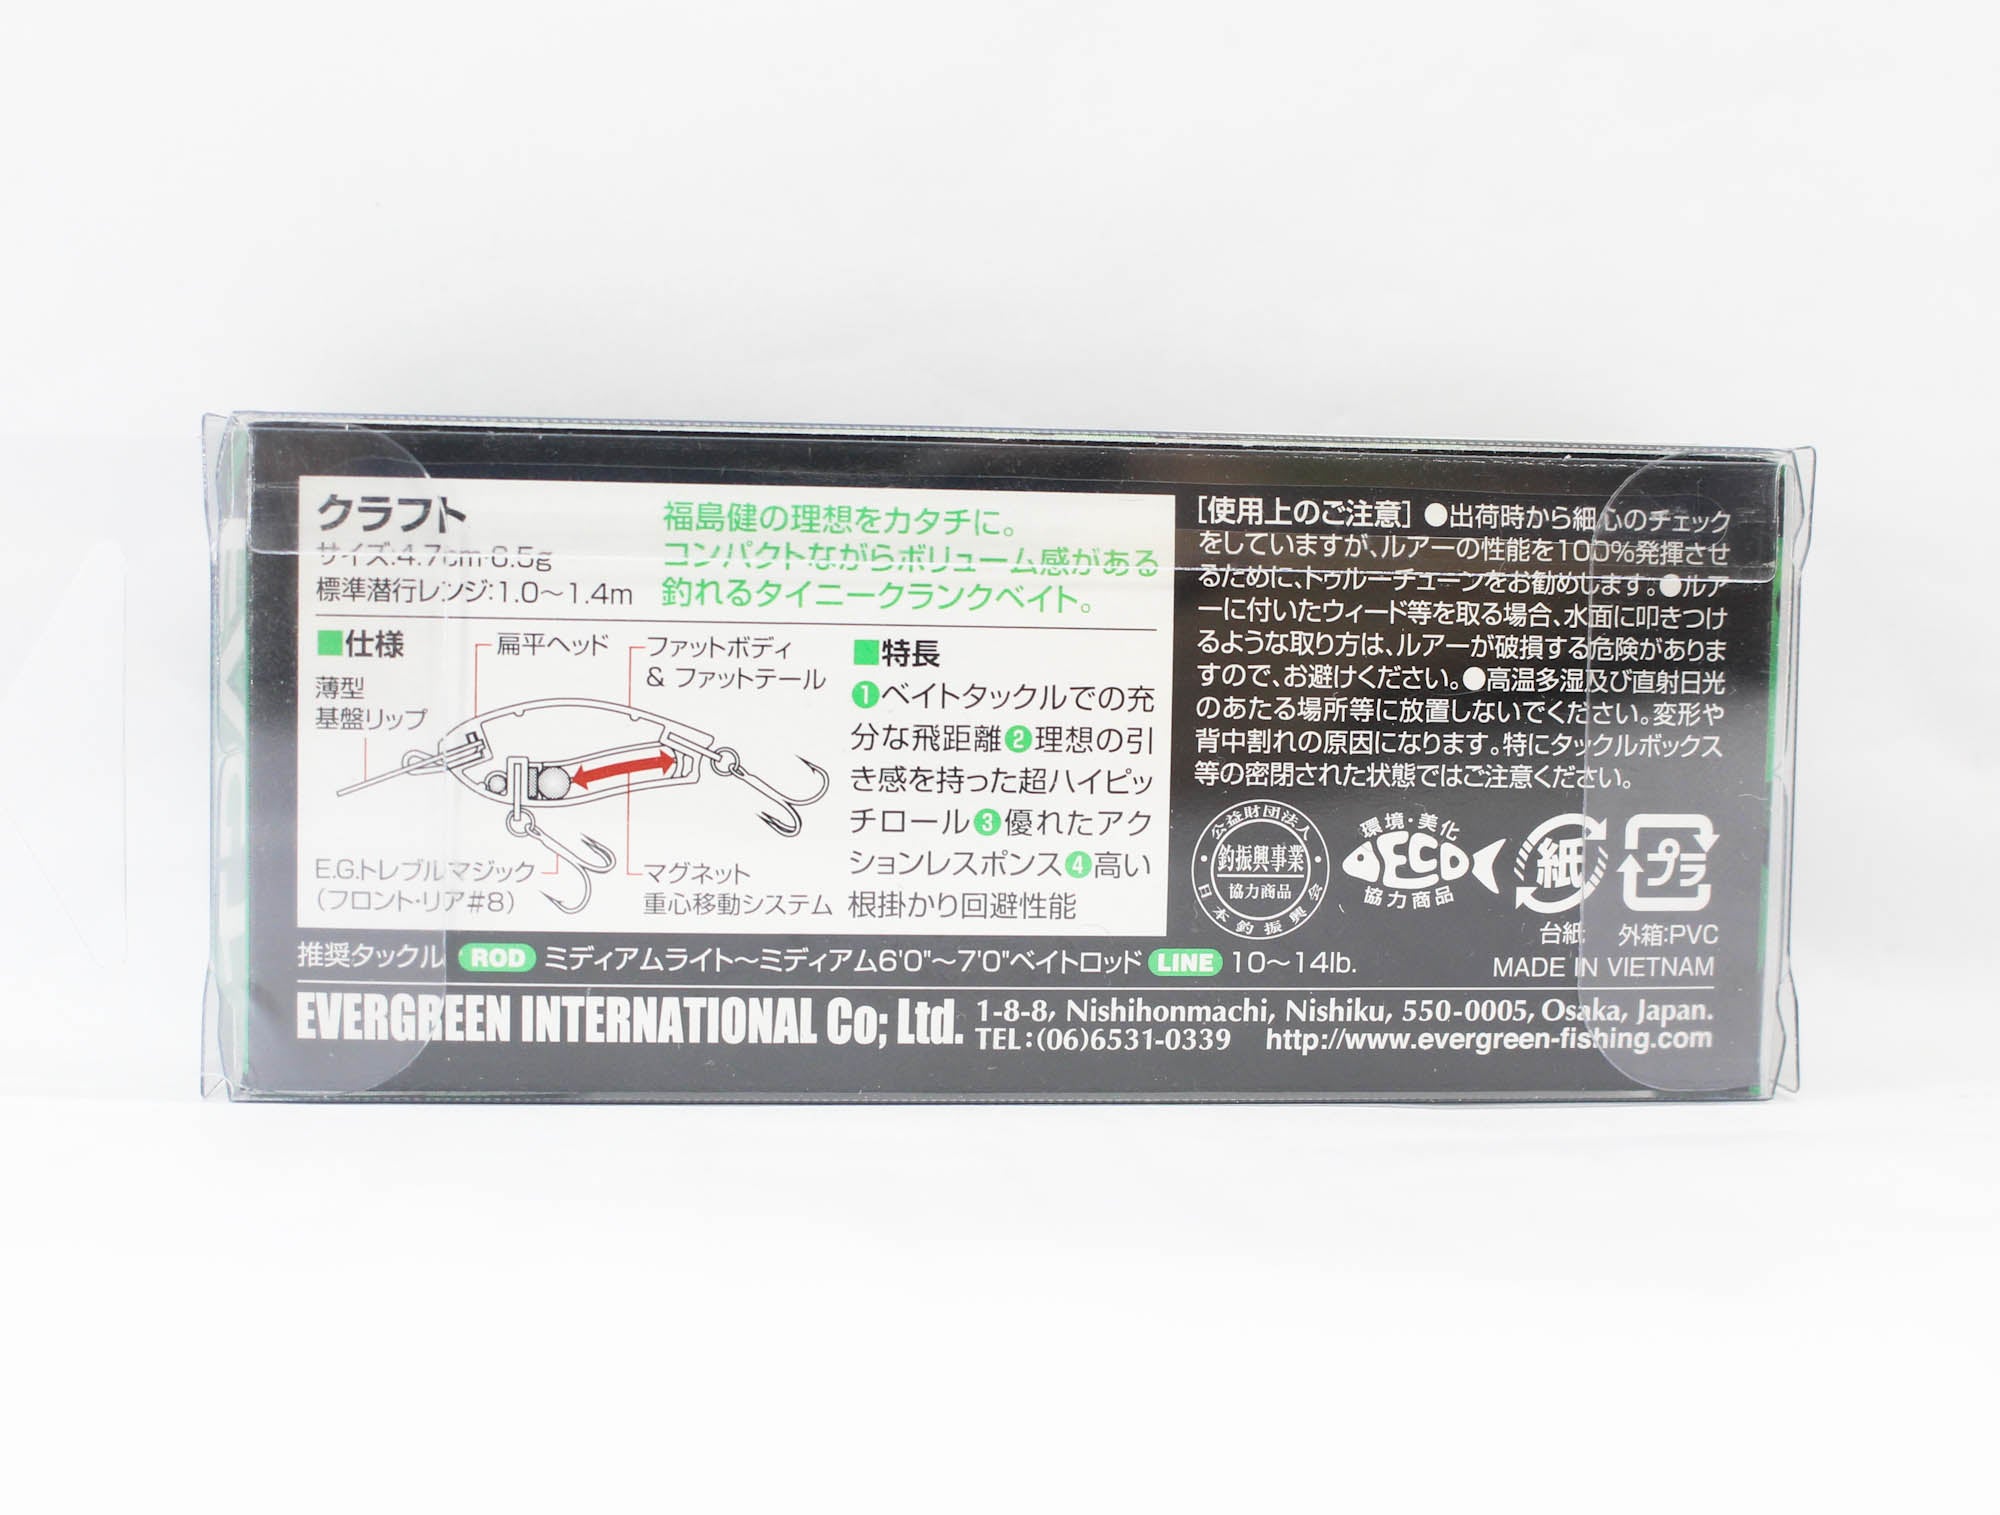 クラフト
サイズ:4.7cm·6.5g
標準潜行レンジ:1.0〜1.4m
福島健の理想をカタチに。
コンパクトながらボリューム感がある
釣れるタイニークランクベイト。
■仕様
薄型
基盤リップ
扁平ヘッド
ファットボディ
& ファットテール
E.G.トレブルマジック
(フロント・リア#8)
マグネット
重心移動システム
■特長
❶ベイトタックルでの充
分な飛距離❷理想の引
き感を持った超ハイピッ
チロール❸優れたアク
ションレスポンス❹高い
根掛かり回避性能
[使用上のご注意] ●出荷時から細心のチェック
をしていますが、ルアーの性能を100%発揮させ
るために、トゥルーチューンをお勧めします。●ルア
ーに付いたウィード等を取る場合、水面に叩きつけ
るような取り方は、ルアーが破損する危険がありま
すので、お避けください。●高温多湿及び直射日光
のあたる場所等に放置しないでください。変形や
背中割れの原因になります。特にタックルボックス
等の密閉された状態ではご注意ください。
公益財団法人
釣振興事業
協力商品
日本釣振興会
環境・美化
DECO
協力商品
紙
プラ
台紙 外箱:PVC
MADE IN VIETNAM
推奨タックル ROD ミディアムライト〜ミディアム6'0"〜7'0"ベイトロッド LINE 10〜14lb.
EVERGREEN INTERNATIONAL Co; Ltd.
1-8-8, Nishihonmachi, Nishiku, 550-0005, Osaka, Japan.
TEL:(06)6531-0339 http://www.evergreen-fishing.com